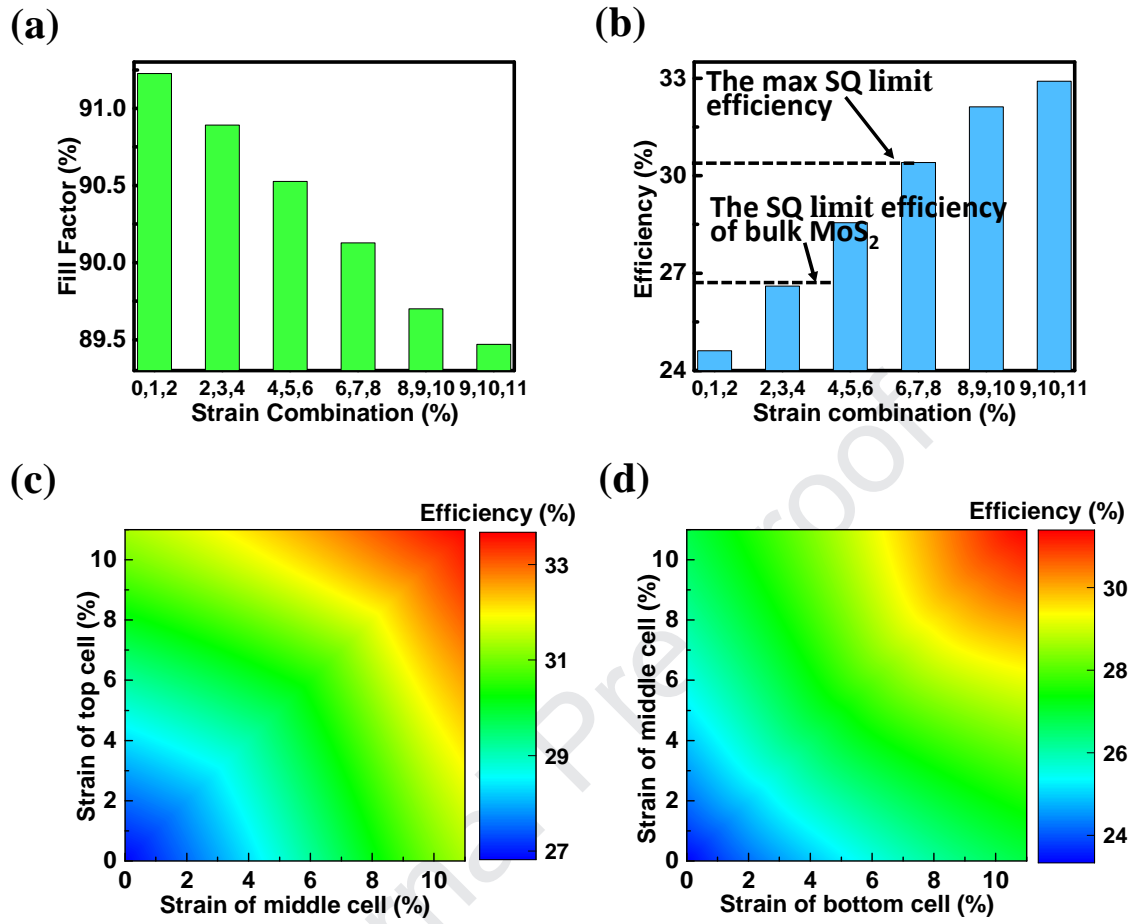 (a)
91.0
90.5
90.0
89.5
Fill Factor (%)
0,1,2 2,3,4 4,5,6 6,7,8 8,9,10 9,10,11
Strain Combination (%)
(b)
33
30
27
24
Efficiency (%)
The max SQ limit
efficiency
The SQ limit efficiency
of bulk MoS₂
0,1,2 2,3,4 4,5,6 6,7,8 8,9,10 9,10,11
Strain combination (%)
(c)
Efficiency (%)
10
8
6
4
2
0
Strain of top cell (%)
0 2 4 6 8 10
Strain of middle cell (%)
33
31
29
27
(d)
Efficiency (%)
10
8
6
4
2
0
Strain of middle cell (%)
0 2 4 6 8 10
Strain of bottom cell (%)
30
28
26
24
Pre proof